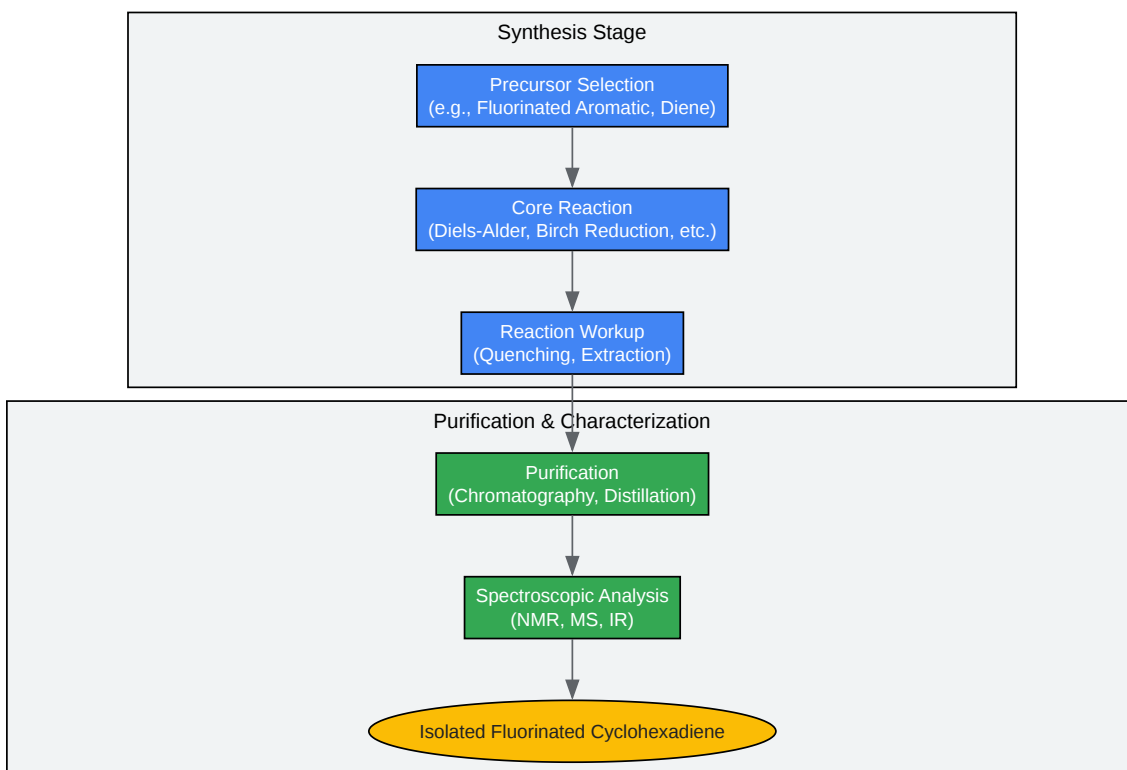 Synthesis Stage
Precursor Selection
(e.g., Fluorinated Aromatic, Diene)
Core Reaction
(Diels-Alder, Birch Reduction, etc.)
Reaction Workup
(Quenching, Extraction)
Purification & Characterization
Purification
(Chromatography, Distillation)
Spectroscopic Analysis
(NMR, MS, IR)
Isolated Fluorinated Cyclohexadiene